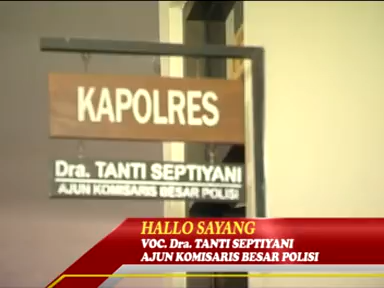 KAPOLRES
Dra. TANTI SEPTIYANI
AJUN KOMISARIS BESAR POLISI
HALLO SAYANG
VOC. Dra. TANTI SEPTIYANI
AJUN KOMISARIS BESAR POLISI